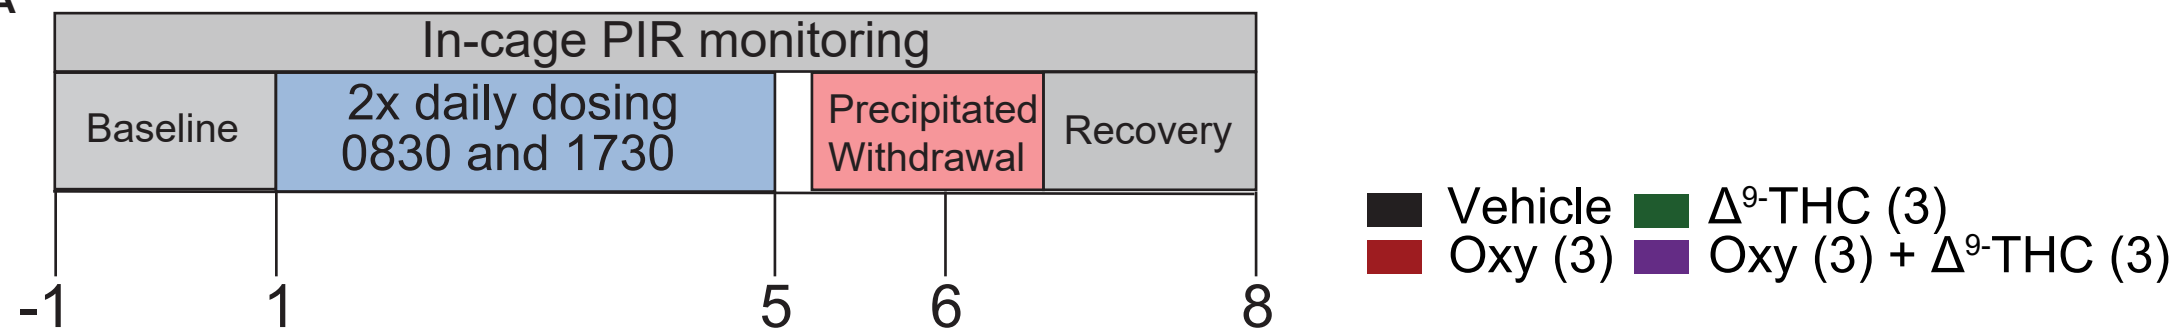 A
In-cage PIR monitoring
Baseline
2x daily dosing
0830 and 1730
Precipitated
Withdrawal
Recovery
-1 1 5 6 8
Vehicle Δ⁹⁻THC (3)
Oxy (3) Oxy (3) + Δ⁹⁻THC (3)